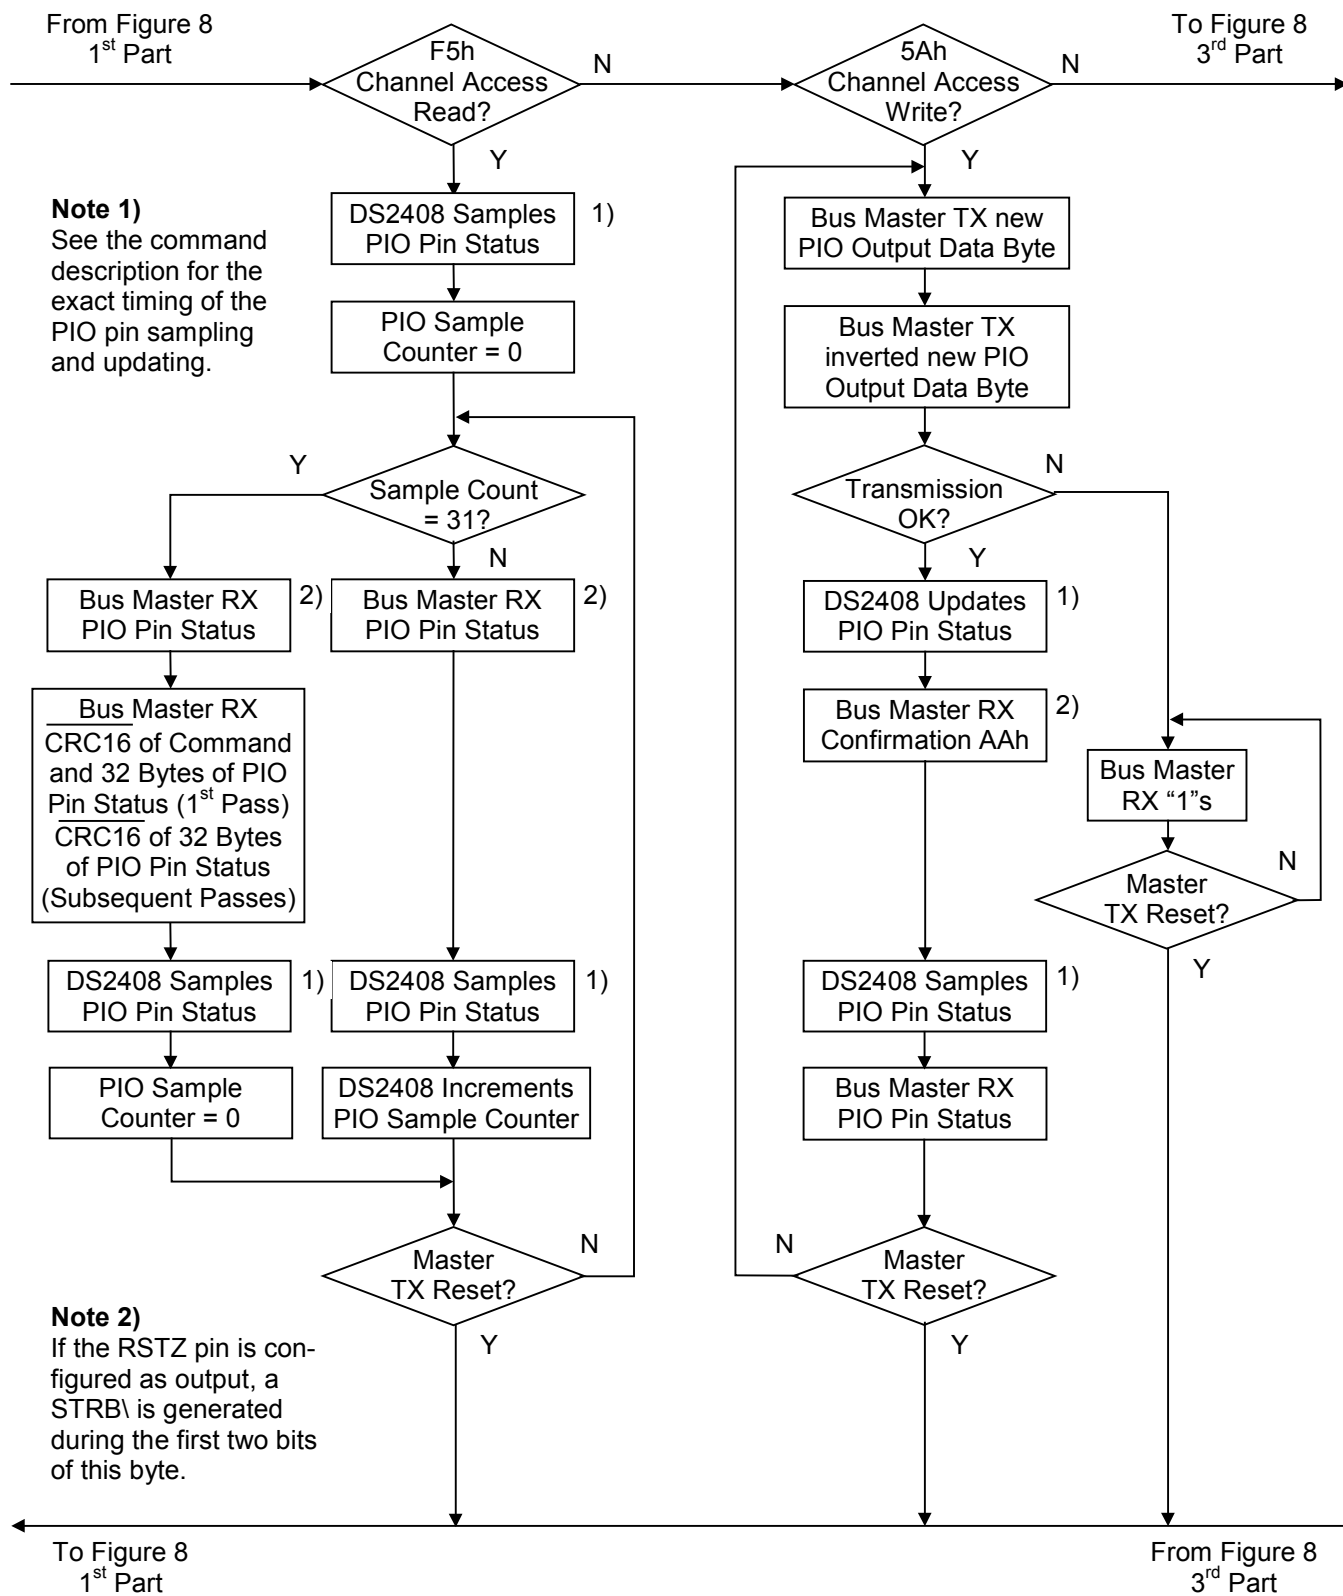 From Figure 8
1st Part
F5h
Channel Access
Read?
N
5Ah
Channel Access
Write?
N
To Figure 8
3rd Part
Y
Y
Note 1)
See the command
description for the
exact timing of the
PIO pin sampling
and updating.
DS2408 Samples
PIO Pin Status
1)
PIO Sample
Counter = 0
Bus Master TX new
PIO Output Data Byte
Bus Master TX
inverted new PIO
Output Data Byte
Y
Sample Count
= 31?
N
Transmission
OK?
N
Y
Bus Master RX
PIO Pin Status
2)
Bus Master RX
PIO Pin Status
2)
DS2408 Updates
PIO Pin Status
1)
Bus Master RX
CRC16 of Command
and 32 Bytes of PIO
Pin Status (1st Pass)
CRC16 of 32 Bytes
of PIO Pin Status
(Subsequent Passes)
Bus Master RX
Confirmation AAh
2)
Bus Master
RX “1”s
Master
TX Reset?
N
Y
DS2408 Samples
PIO Pin Status
1)
DS2408 Samples
PIO Pin Status
1)
DS2408 Samples
PIO Pin Status
1)
PIO Sample
Counter = 0
DS2408 Increments
PIO Sample Counter
Bus Master RX
PIO Pin Status
Master
TX Reset?
N
Y
N
Master
TX Reset?
Y
Note 2)
If the RSTZ pin is con-
figured as output, a
STRB\ is generated
during the first two bits
of this byte.
To Figure 8
1st Part
From Figure 8
3rd Part